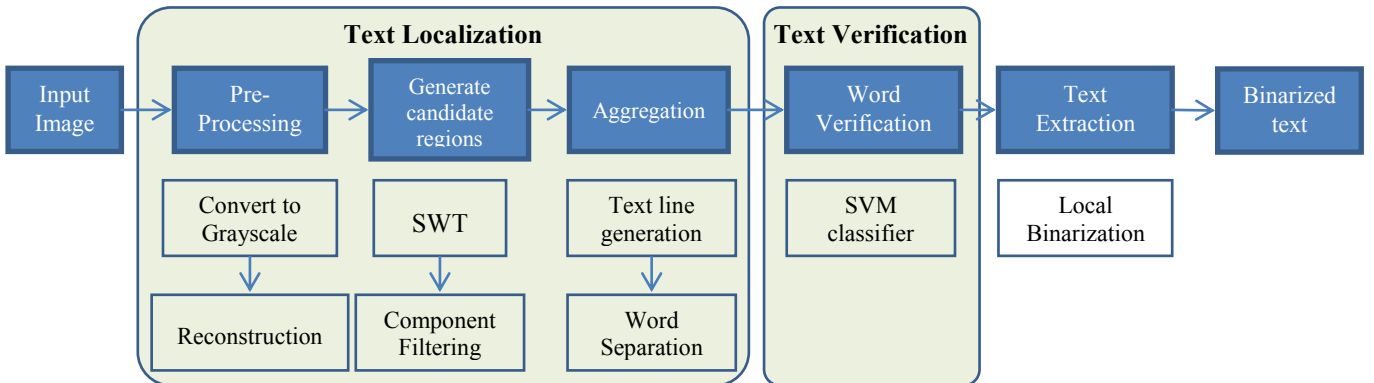 Text Localization
Text Verification
Input
Image
Pre-
Processing
Generate
candidate
regions
Aggregation
Word
Verification
Text
Extraction
Binarized
text
Convert to
Grayscale
SWT
Text line
generation
SVM
classifier
Local
Binarization
Reconstruction
Component
Filtering
Word
Separation